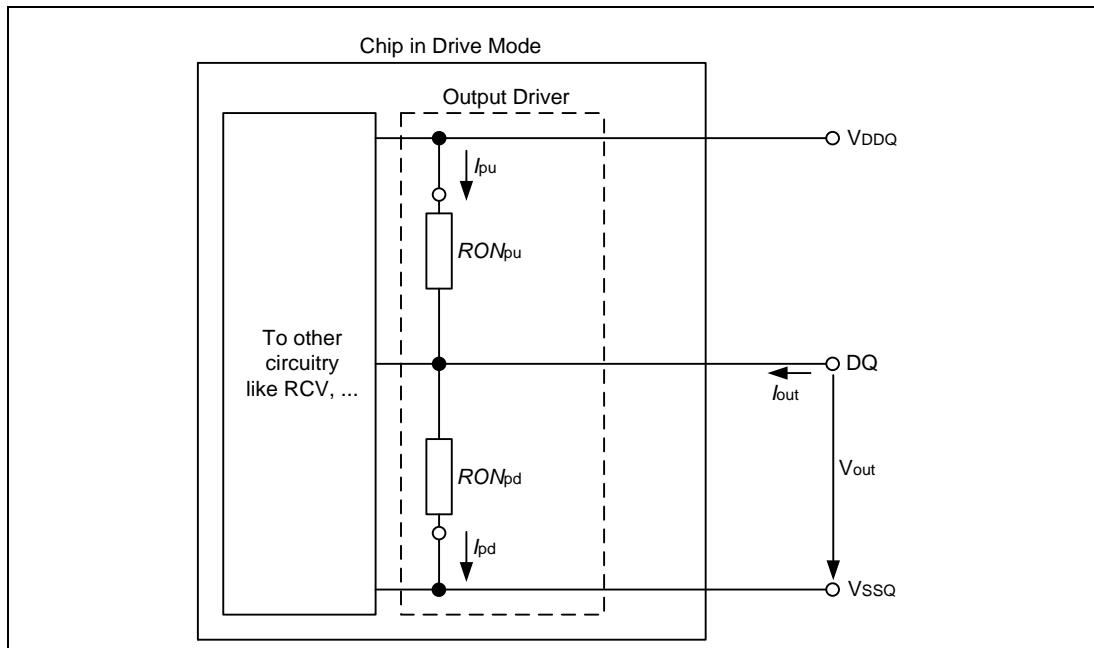 Chip in Drive Mode
Output Driver
VDDQ
Ipu
RONpu
To other
circuitry
like RCV, ...
DQ
Iout
RONpd
Vout
Ipd
VSSQ